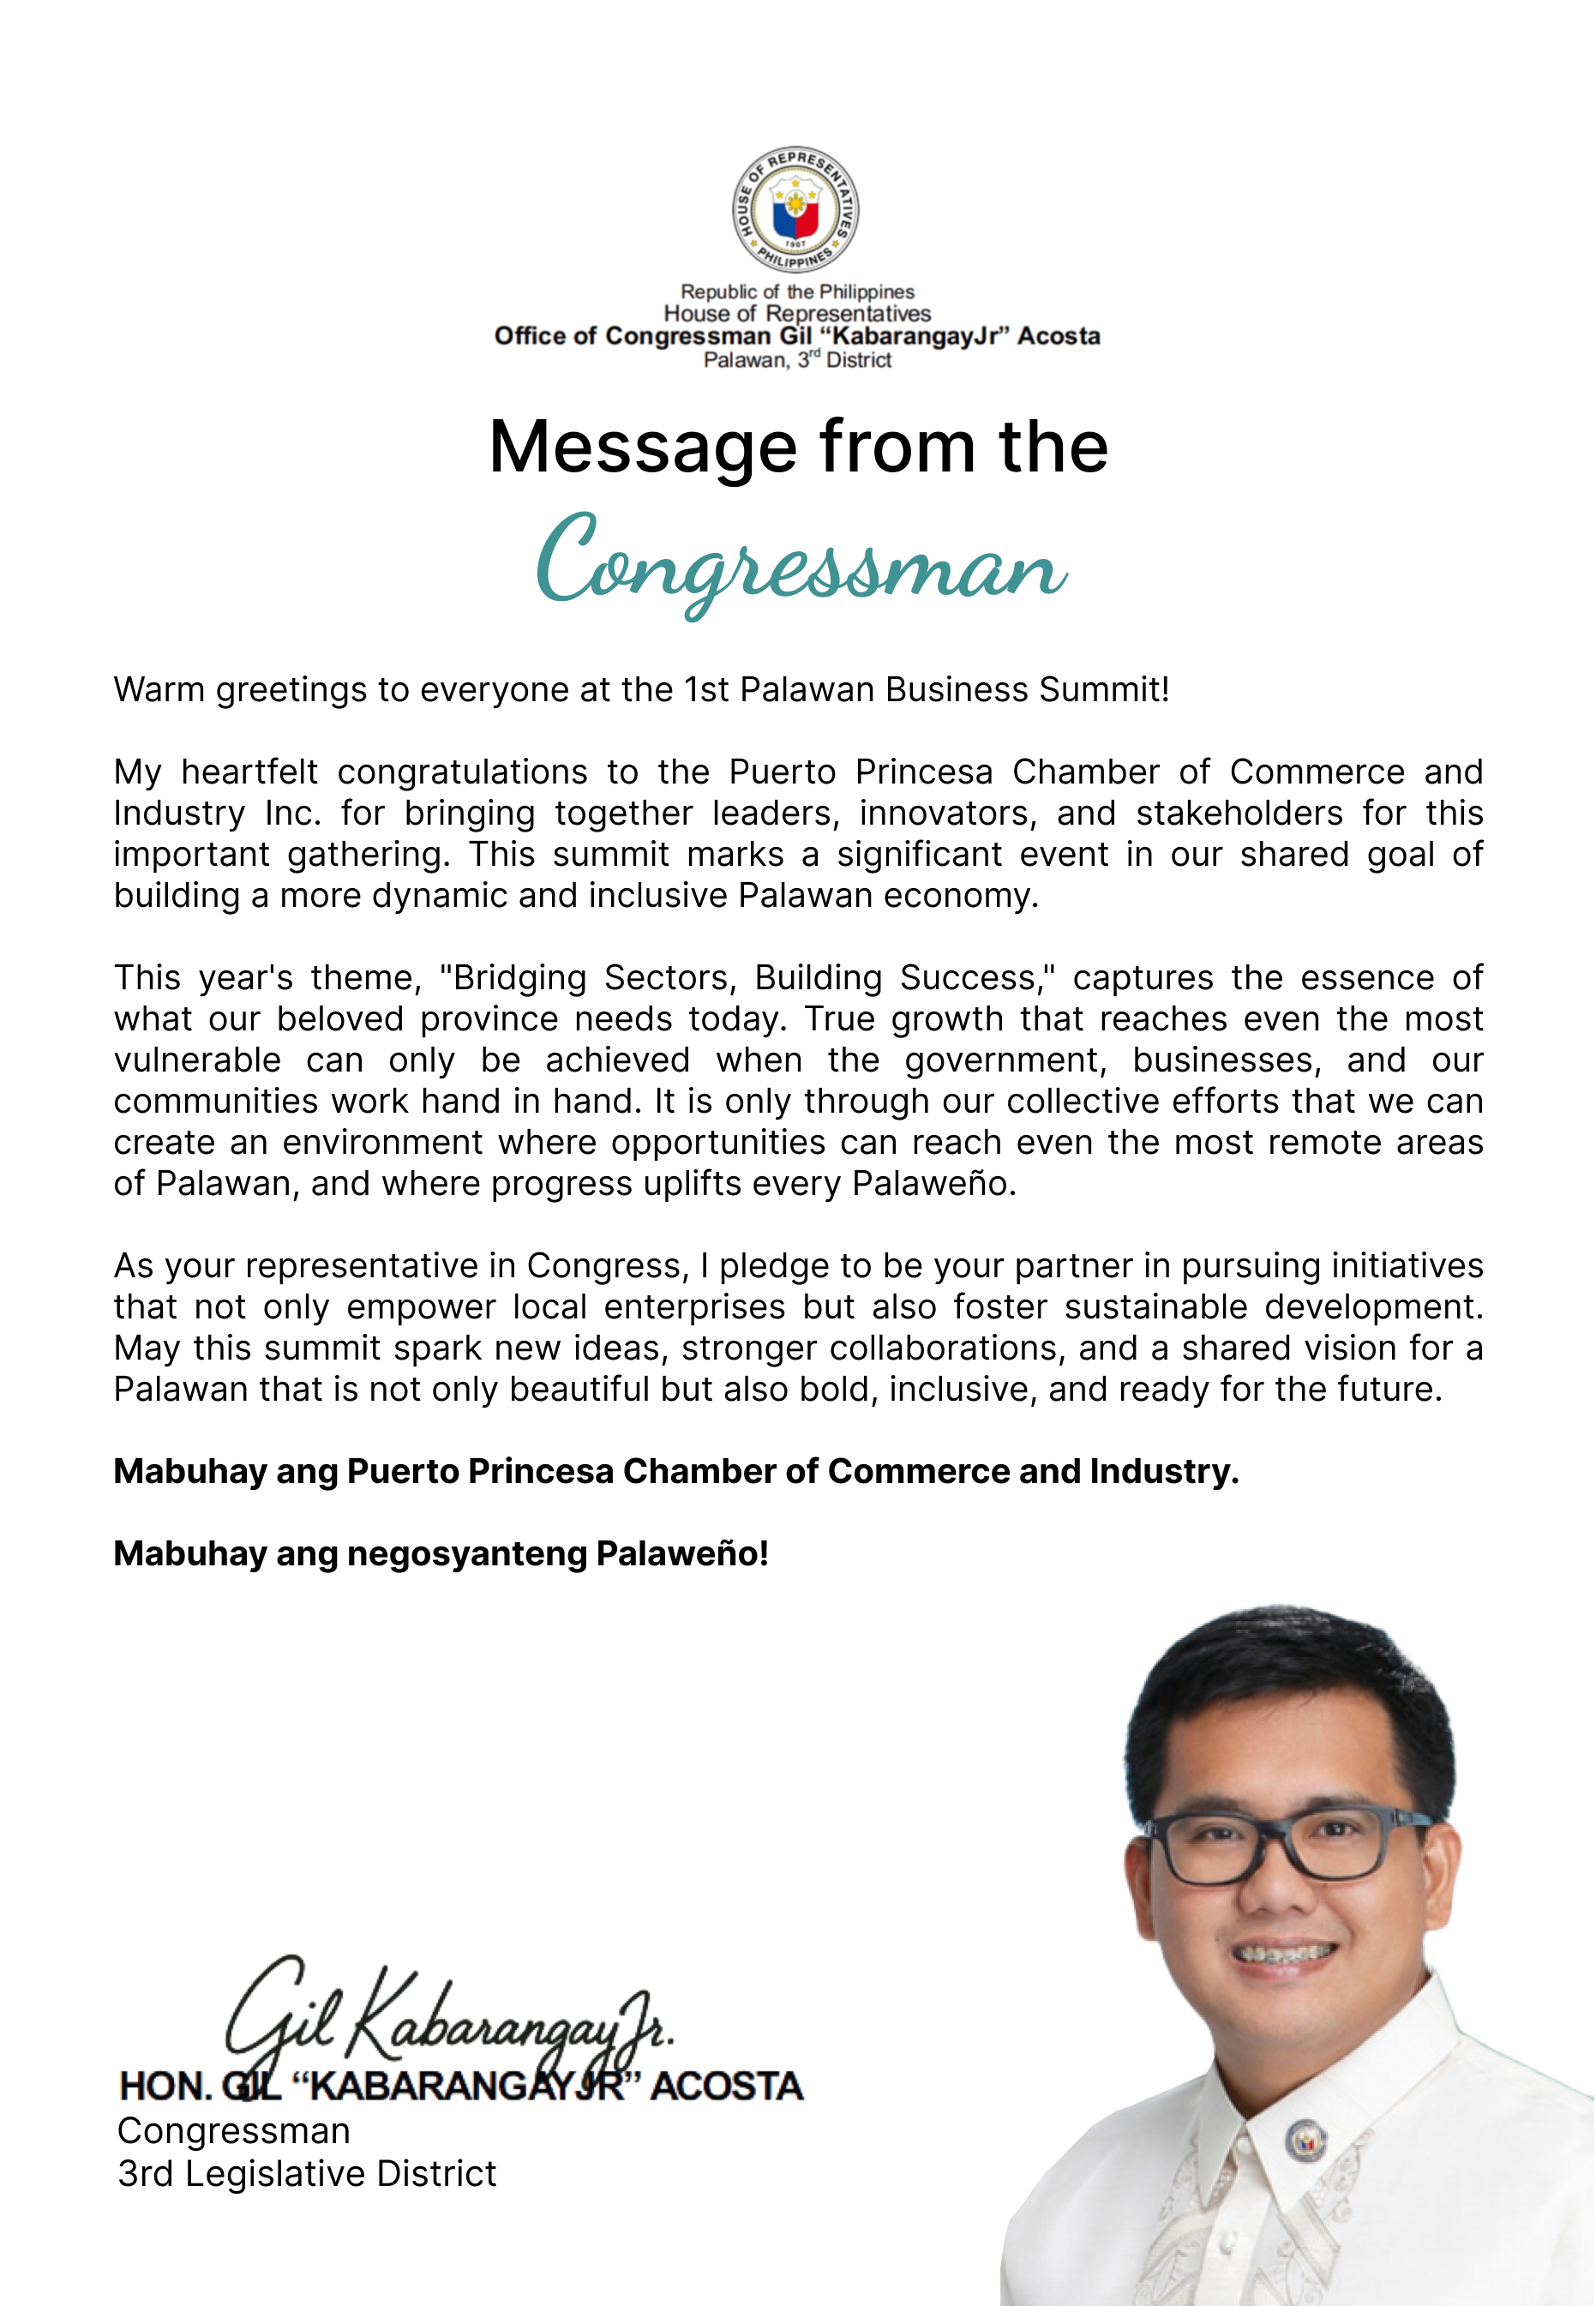 HOUSE OF REPRESENTATIVES
1907
PHILIPPINES
Republic of the Philippines
House of Representatives
Office of Congressman Gil “KabarangayJr” Acosta
Palawan, 3rd District
Message from the
Congressman
Warm greetings to everyone at the 1st Palawan Business Summit!
My heartfelt congratulations to the Puerto Princesa Chamber of Commerce and
Industry Inc. for bringing together leaders, innovators, and stakeholders for this
important gathering. This summit marks a significant event in our shared goal of
building a more dynamic and inclusive Palawan economy.
This year's theme, "Bridging Sectors, Building Success," captures the essence of
what our beloved province needs today. True growth that reaches even the most
vulnerable can only be achieved when the government, businesses, and our
communities work hand in hand. It is only through our collective efforts that we can
create an environment where opportunities can reach even the most remote areas
of Palawan, and where progress uplifts every Palaweño.
As your representative in Congress, I pledge to be your partner in pursuing initiatives
that not only empower local enterprises but also foster sustainable development.
May this summit spark new ideas, stronger collaborations, and a shared vision for a
Palawan that is not only beautiful but also bold, inclusive, and ready for the future.
Mabuhay ang Puerto Princesa Chamber of Commerce and Industry.
Mabuhay ang negosyanteng Palaweño!
Gil KabarangayJr.
HON. GIL “KABARANGAYJR” ACOSTA
Congressman
3rd Legislative District